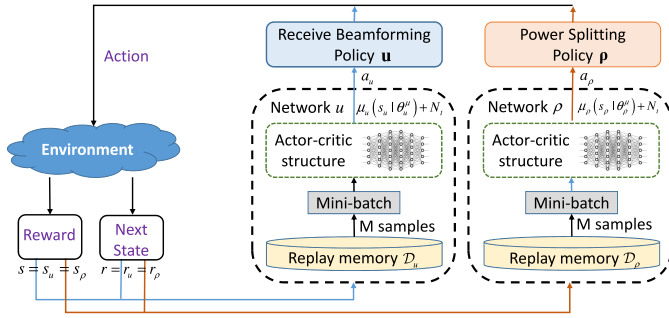 Action
Environment
Reward
Next
State
s = s_u = s_ρ
r = r_u = r_ρ
Receive Beamforming
Policy u
a_u
Network u
μ_u(s_u | θ_u^μ) + N_t
Actor-critic
structure
Mini-batch
M samples
Replay memory 𝒟_u
Power Splitting
Policy ρ
a_ρ
Network ρ
μ_ρ(s_ρ | θ_ρ^μ) + N_t
Actor-critic
structure
Mini-batch
M samples
Replay memory 𝒟_ρ